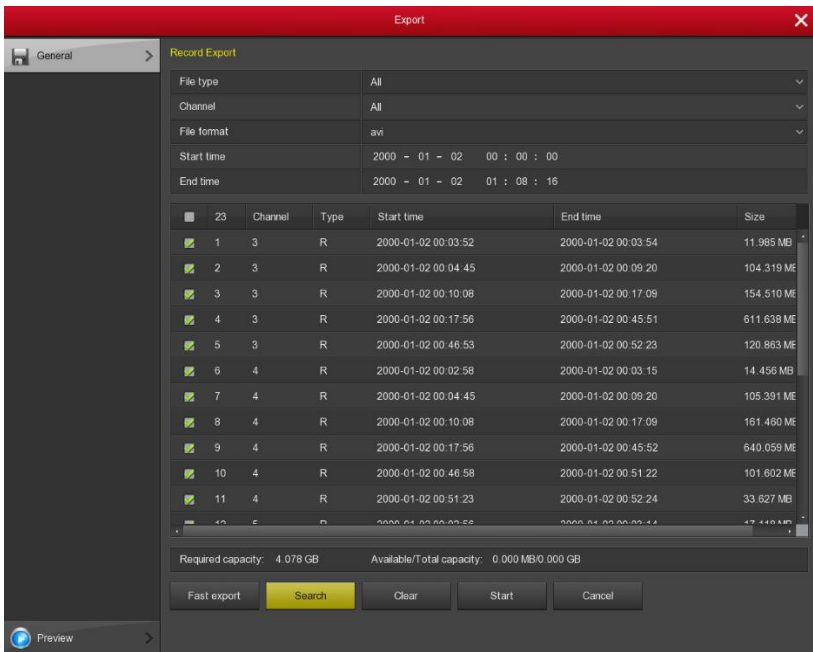 Export
General
Record Export
File type All
Channel All
File format avi
Start time 2000 - 01 - 02 00 : 00 : 00
End time 2000 - 01 - 02 01 : 08 : 16
23 Channel Type Start time End time Size
1 3 R 2000-01-02 00:03:52 2000-01-02 00:03:54 11.985 MB
2 3 R 2000-01-02 00:04:45 2000-01-02 00:09:20 104.319 ME
3 3 R 2000-01-02 00:10:08 2000-01-02 00:17:09 154.510 ME
4 3 R 2000-01-02 00:17:56 2000-01-02 00:45:51 611.638 ME
5 3 R 2000-01-02 00:46:53 2000-01-02 00:52:23 120.863 ME
6 4 R 2000-01-02 00:02:58 2000-01-02 00:03:15 14.456 MB
7 4 R 2000-01-02 00:04:45 2000-01-02 00:09:20 105.391 ME
8 4 R 2000-01-02 00:10:08 2000-01-02 00:17:09 161.460 ME
9 4 R 2000-01-02 00:17:56 2000-01-02 00:45:52 640.059 ME
10 4 R 2000-01-02 00:46:58 2000-01-02 00:51:22 101.602 ME
11 4 R 2000-01-02 00:51:23 2000-01-02 00:52:24 33.627 MB
Required capacity: 4.078 GB Available/Total capacity: 0.000 MB/0.000 GB
Fast export Search Clear Start Cancel
Preview